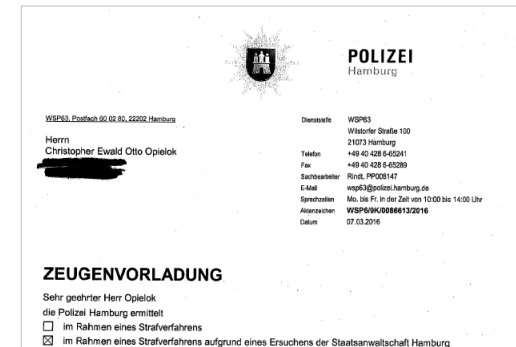 POLIZEI
Hamburg
WSP63, Postfach 60 02 80, 22202 Hamburg
Herrn
Christopher Ewald Otto Opielok
Dienststelle WSP63
Wilstorfer Straße 100
21073 Hamburg
Telefon +49 40 428 6-65241
Fax +49 40 428 6-65289
Sachbearbeiter Rindt, PP008147
E-Mail wsp63@polizei.hamburg.de
Sprechzeiten Mo. bis Fr. in der Zeit von 10:00 bis 14:00 Uhr
Aktenzeichen WSP6/9K/0086613/2016
Datum 07.03.2016
ZEUGENVORLADUNG
Sehr geehrter Herr Opielok
die Polizei Hamburg ermittelt
im Rahmen eines Strafverfahrens
im Rahmen eines Strafverfahrens aufgrund eines Ersuchens der Staatsanwaltschaft Hamburg